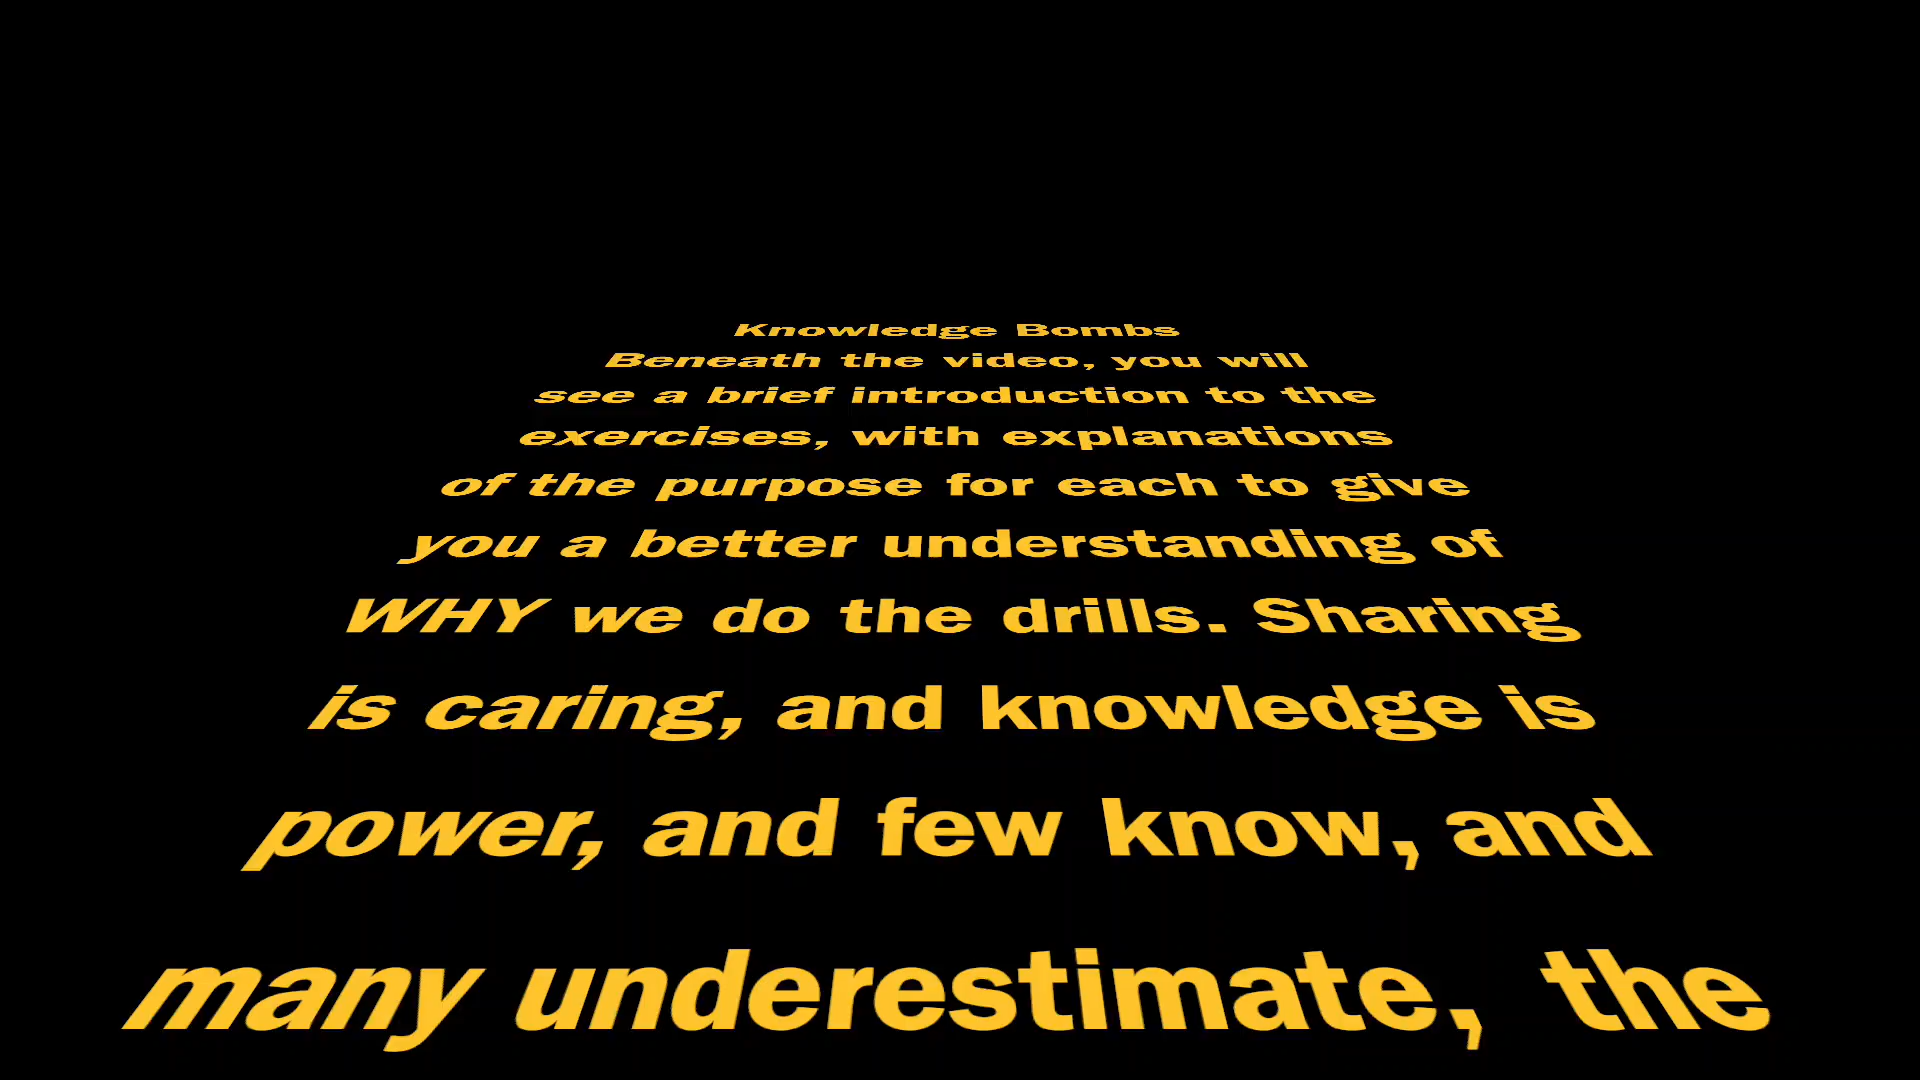 Knowledge Bombs
Beneath the video, you will
see a brief introduction to the
exercises, with explanations
of the purpose for each to give
you a better understanding of
WHY we do the drills. Sharing
is caring, and knowledge is
power, and few know, and
many underestimate, the